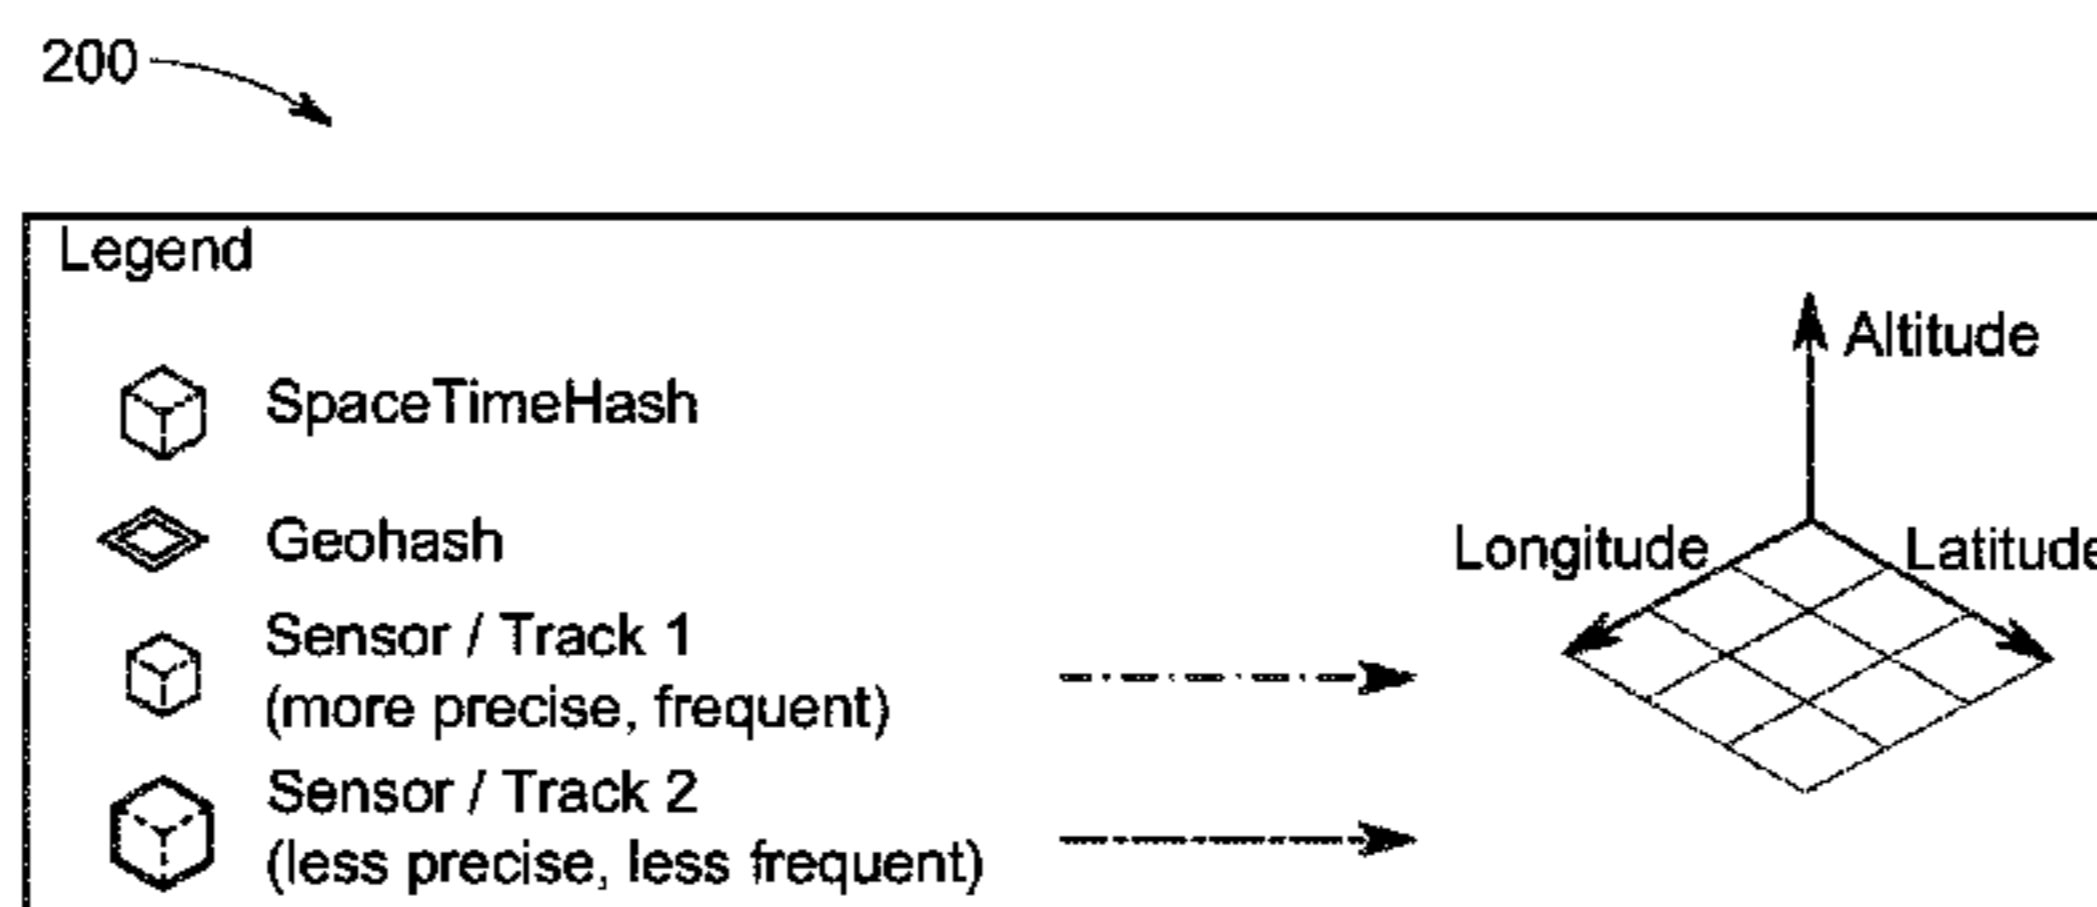 200
Legend
SpaceTimeHash
Altitude
Geohash
Longitude
Latitude
Sensor / Track 1
(more precise, frequent)
Sensor / Track 2
(less precise, less frequent)